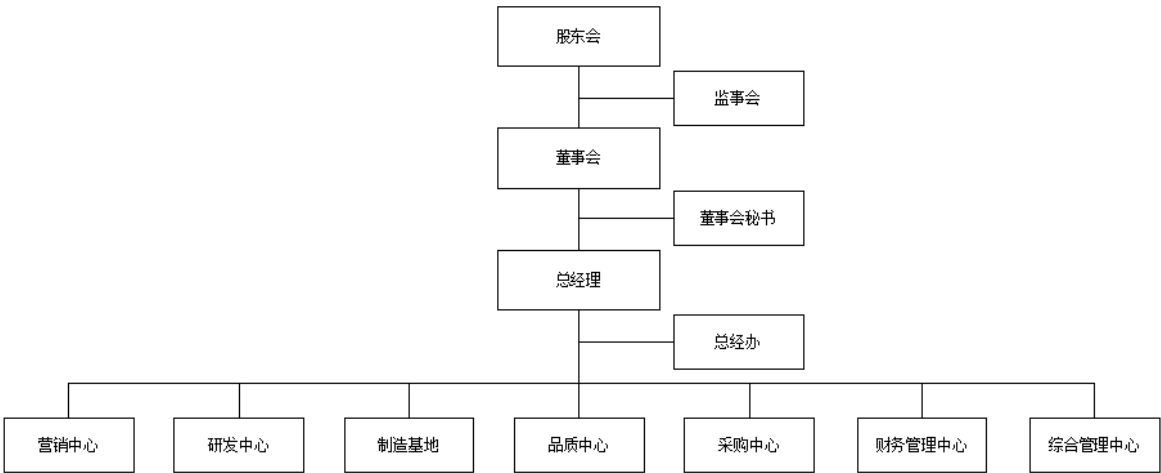 股东会
监事会
董事会
董事会秘书
总经理
总经办
营销中心
研发中心
制造基地
品质中心
采购中心
财务管理中心
综合管理中心